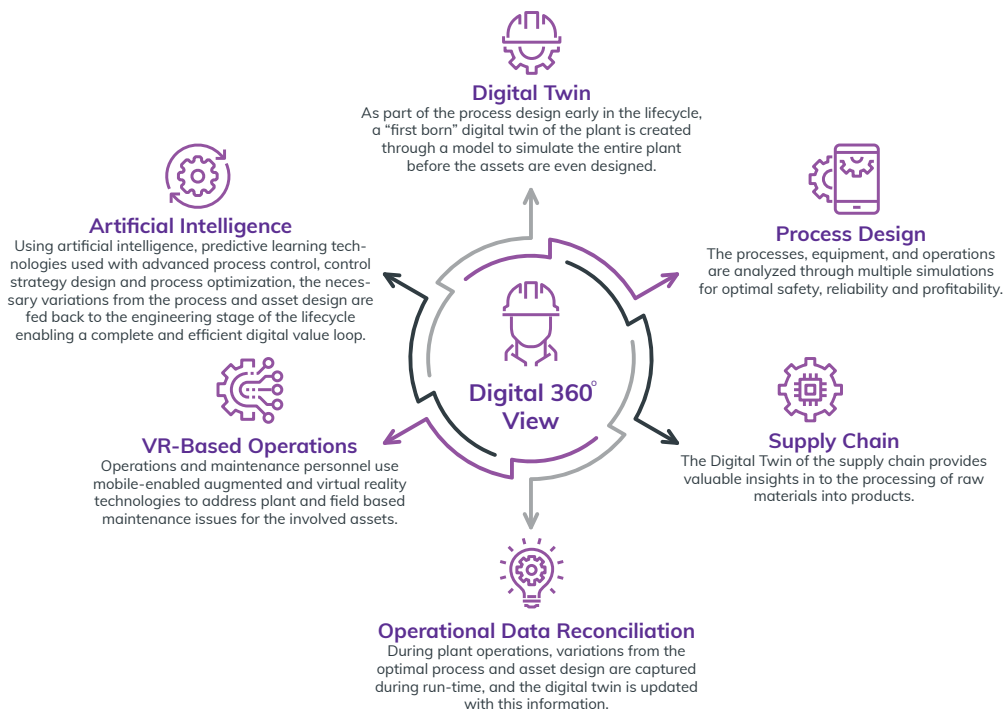 Digital Twin
As part of the process design early in the lifecycle,
a “first born” digital twin of the plant is created
through a model to simulate the entire plant
before the assets are even designed.
Artificial Intelligence
Using artificial intelligence, predictive learning tech-
nologies used with advanced process control, control
strategy design and process optimization, the neces-
sary variations from the process and asset design are
fed back to the engineering stage of the lifecycle
enabling a complete and efficient digital value loop.
Process Design
The processes, equipment, and operations
are analyzed through multiple simulations
for optimal safety, reliability and profitability.
Digital 360°
View
VR-Based Operations
Operations and maintenance personnel use
mobile-enabled augmented and virtual reality
technologies to address plant and field based
maintenance issues for the involved assets.
Supply Chain
The Digital Twin of the supply chain provides
valuable insights in to the processing of raw
materials into products.
Operational Data Reconciliation
During plant operations, variations from the
optimal process and asset design are captured
during run-time, and the digital twin is updated
with this information.